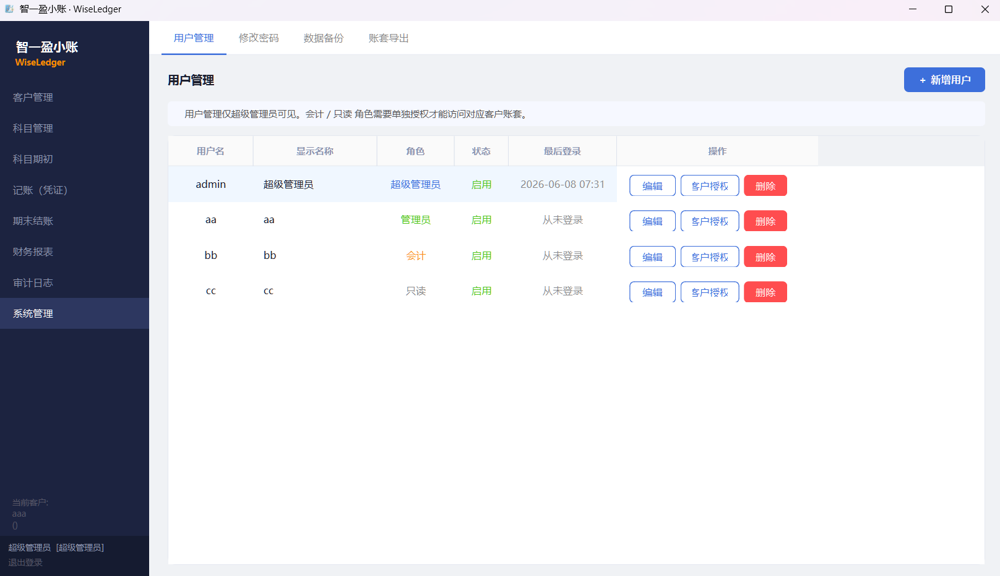 智一盈小账 · WiseLedger
智一盈小账
WiseLedger
客户管理
科目管理
科目期初
记账（凭证）
期末结账
财务报表
审计日志
系统管理
当前客户:
aaa
()
超级管理员 [超级管理员]
退出登录
用户管理 修改密码 数据备份 账套导出
用户管理
+ 新增用户
用户管理仅超级管理员可见。会计 / 只读 角色需要单独授权才能访问对应客户账套。
用户名 显示名称 角色 状态 最后登录 操作
admin 超级管理员 超级管理员 启用 2026-06-08 07:31 编辑 客户授权 删除
aa aa 管理员 启用 从未登录 编辑 客户授权 删除
bb bb 会计 启用 从未登录 编辑 客户授权 删除
cc cc 只读 启用 从未登录 编辑 客户授权 删除